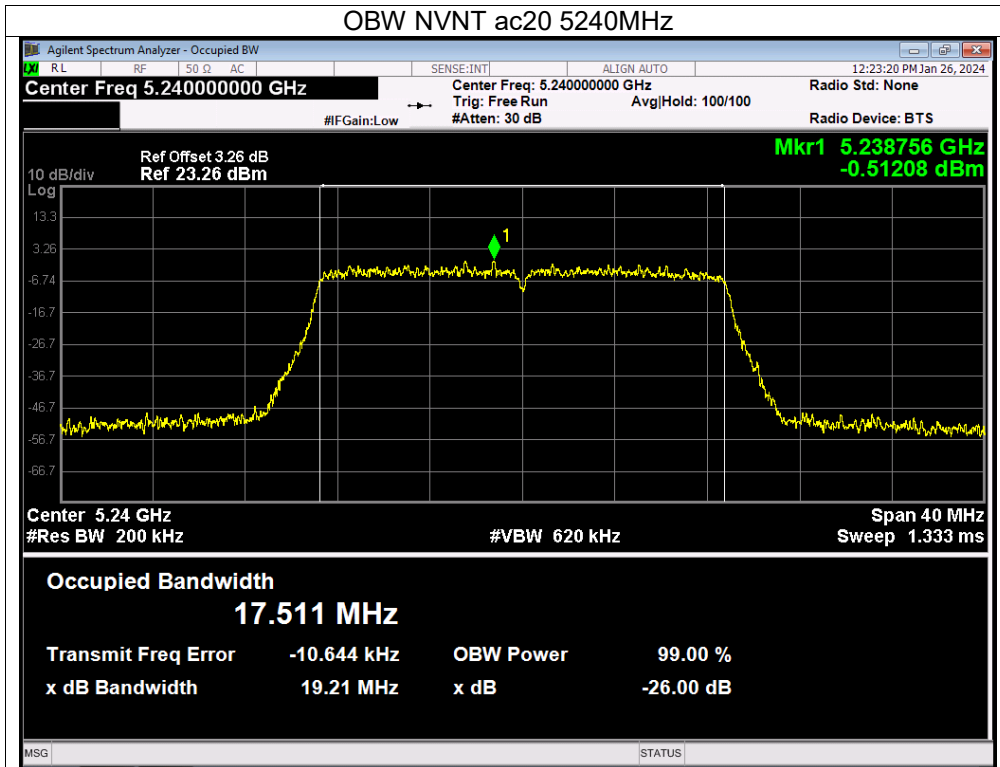 OBW NVNT ac20 5240MHz
Agilent Spectrum Analyzer - Occupied BW
LXI RL RF 50 Ω AC SENSE:INT ALIGN AUTO 12:23:20 PM Jan 26, 2024
Center Freq 5.240000000 GHz Center Freq: 5.240000000 GHz Radio Std: None
Trig: Free Run Avg|Hold: 100/100
#IFGain:Low #Atten: 30 dB Radio Device: BTS
Ref Offset 3.26 dB Mkr1 5.238756 GHz
10 dB/div Ref 23.26 dBm -0.51208 dBm
Log
13.3
1
3.26
-6.74
-16.7
-26.7
-36.7
-46.7
-56.7
-66.7
Center 5.24 GHz Span 40 MHz
#Res BW 200 kHz #VBW 620 kHz Sweep 1.333 ms
Occupied Bandwidth
17.511 MHz
Transmit Freq Error -10.644 kHz OBW Power 99.00 %
x dB Bandwidth 19.21 MHz x dB -26.00 dB
MSG STATUS